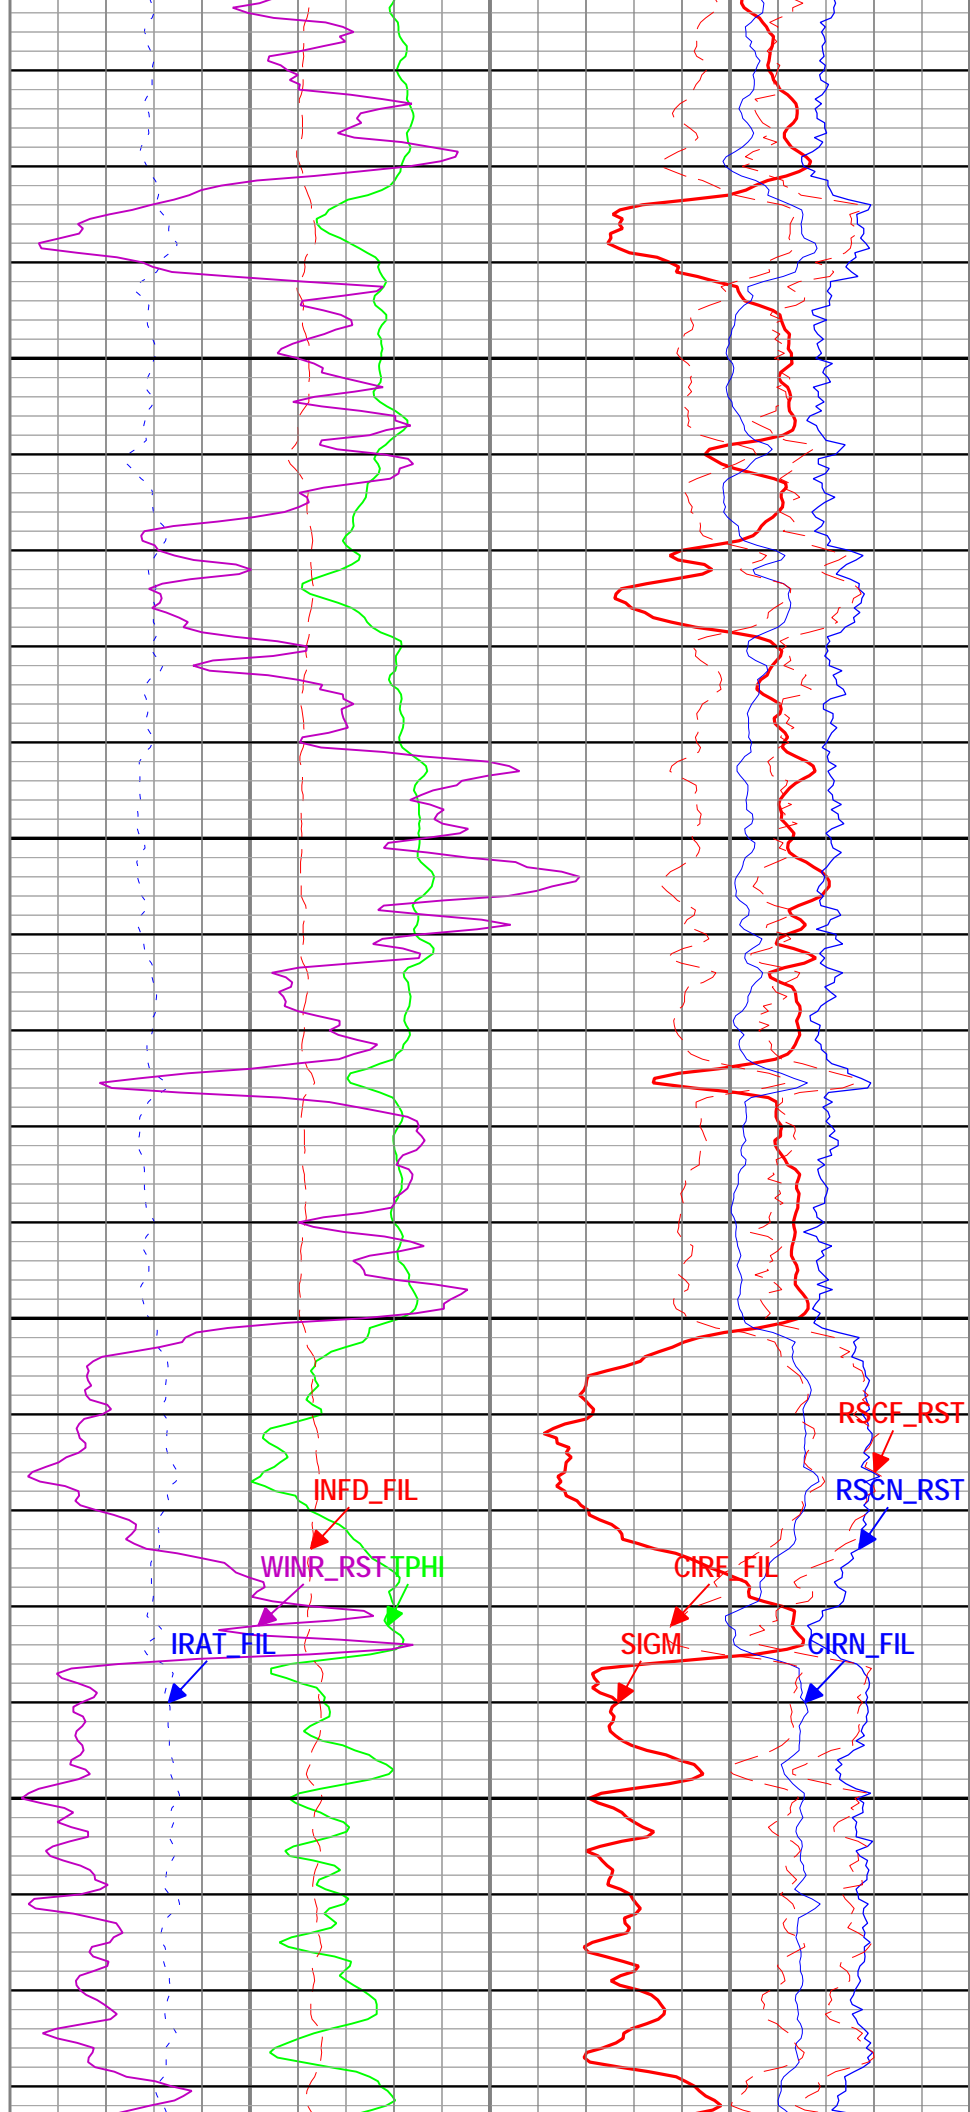 RSCF_RST
INFD_FIL
RSCN_RST
WINR_RST
TPHI
CIRF_FIL
IRAT_FIL
SIGM
CIRN_FIL